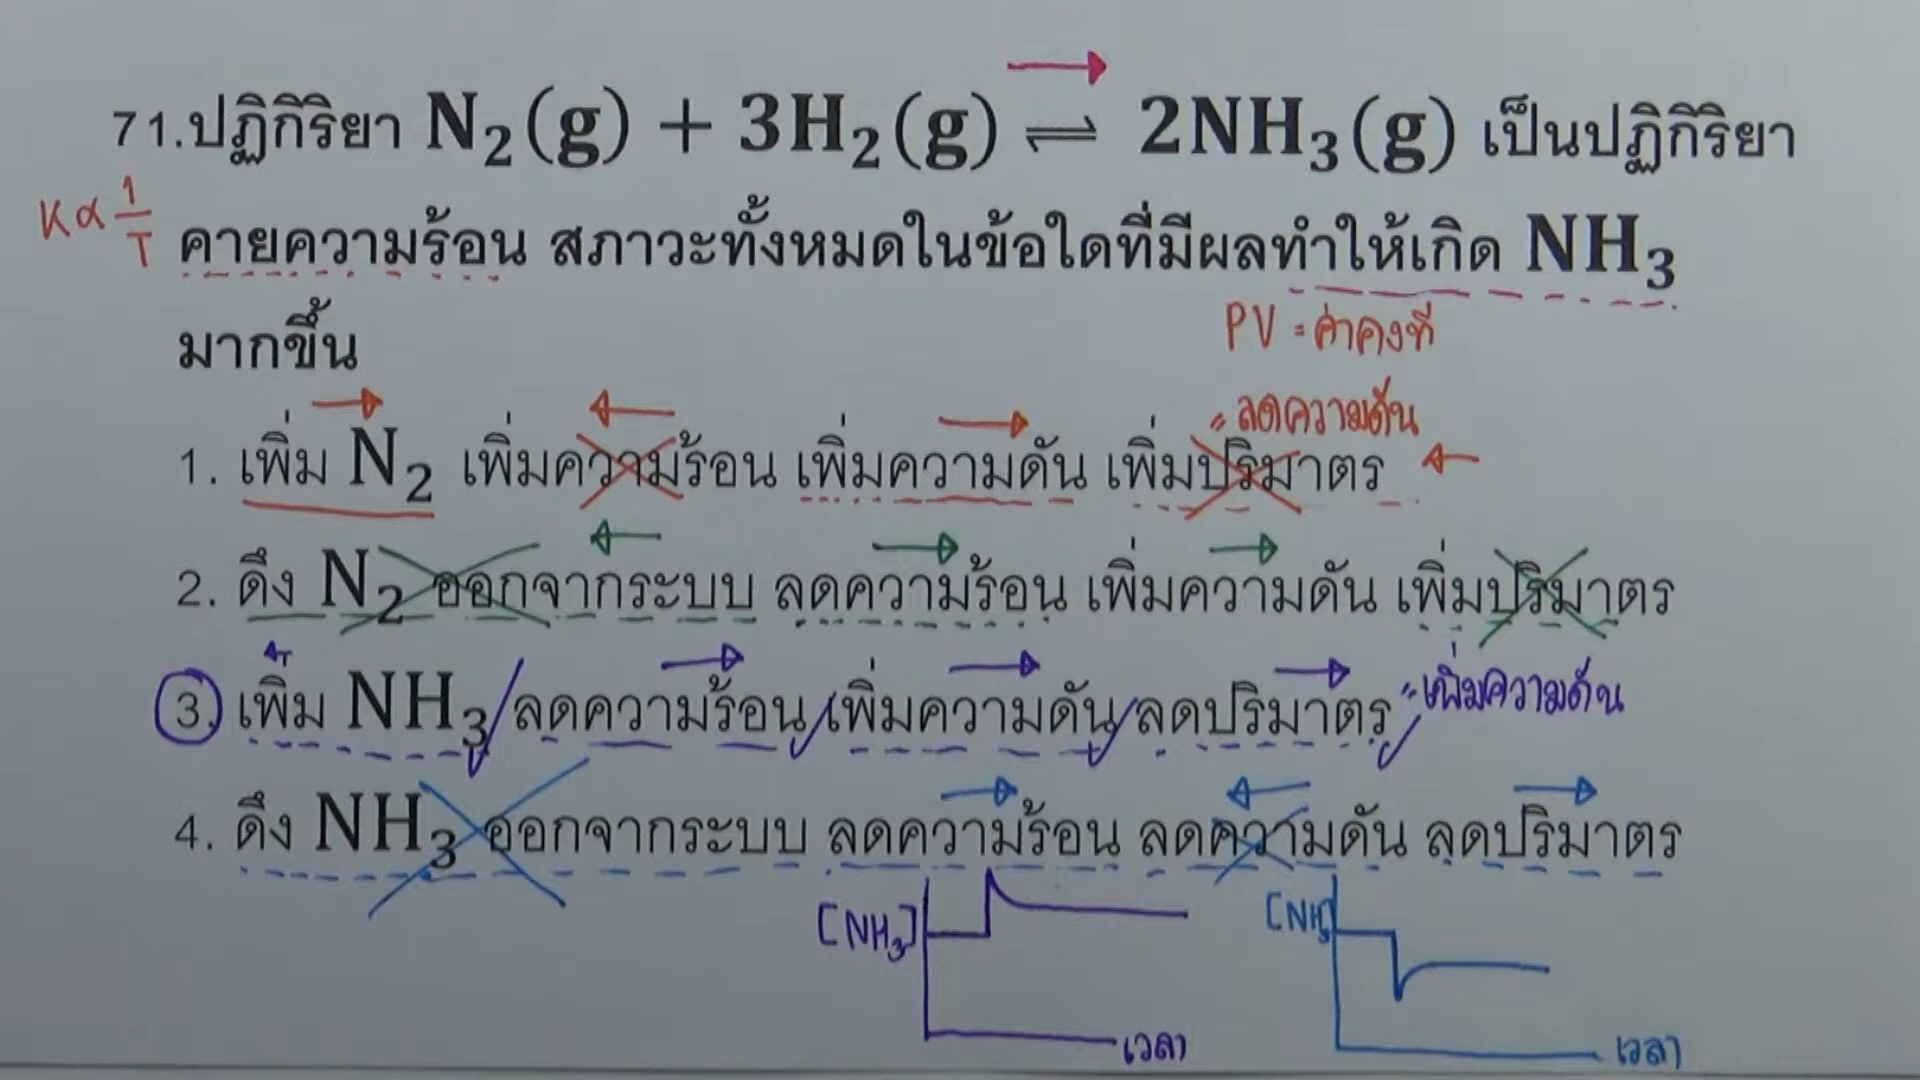 71.ปฏิกิริยา N₂(g) + 3H₂(g) ⇌ 2NH₃(g) เป็นปฏิกิริยา
K ∝ 1/T
คายความร้อน สภาวะทั้งหมดในข้อใดที่มีผลทำให้เกิด NH₃
มากขึ้น
PV = ค่าคงที่
" ลดความดัน
1. เพิ่ม N₂ เพิ่มความร้อน เพิ่มความดัน เพิ่มปริมาตร
2. ดึง N₂ ออกจากระบบ ลดความร้อน เพิ่มความดัน เพิ่มปริมาตร
3. เพิ่ม NH₃ ลดความร้อน เพิ่มความดัน ลดปริมาตร " เพิ่มความดัน
4. ดึง NH₃ ออกจากระบบ ลดความร้อน ลดความดัน ลดปริมาตร
[NH₃] [NH₃]
เวลา เวลา